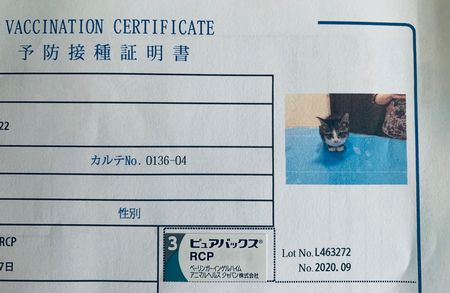 VACCINATION CERTIFICATE
予防接種証明書
22
カルテNo. 0136-04
性別
RCP
7日
3 ピュアバックス®
RCP
ベーリンガーインゲルハイム
アニマルヘルス ジャパン株式会社
Lot No. L463272
No. 2020. 09